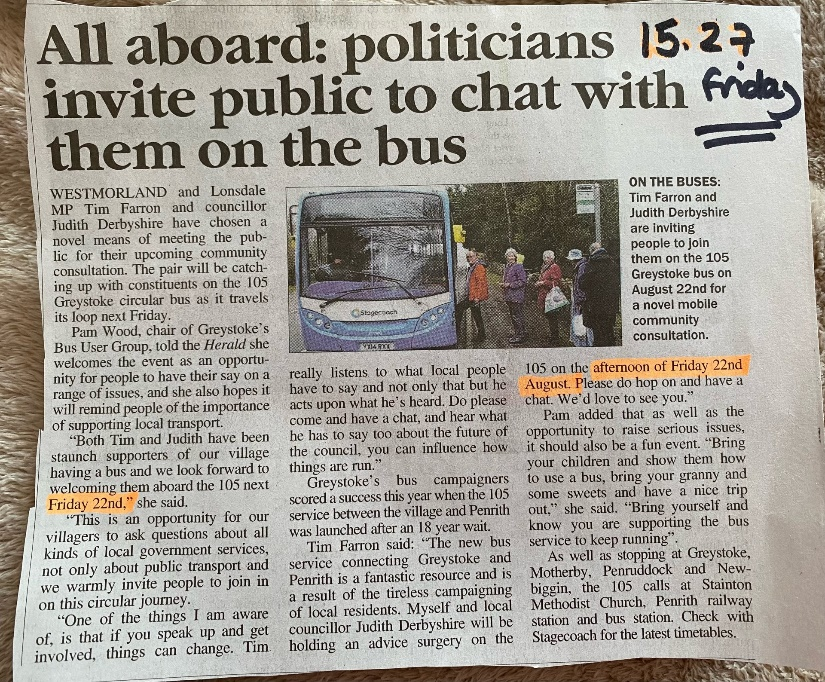 All aboard: politicians
invite public to chat with
them on the bus
15.27
Friday
WESTMORLAND and Lonsdale
MP Tim Farron and councillor
Judith Derbyshire have chosen a
novel means of meeting the pub-
lic for their upcoming community
consultation. The pair will be catch-
ing up with constituents on the 105
Greystoke circular bus as it travels
its loop next Friday.
Pam Wood, chair of Greystoke's
Bus User Group, told the Herald she
welcomes the event as an opportu-
nity for people to have their say on a
range of issues, and she also hopes it
will remind people of the importance
of supporting local transport.
"Both Tim and Judith have been
staunch supporters of our village
having a bus and we look forward to
welcoming them aboard the 105 next
Friday 22nd," she said.
"This is an opportunity for our
villagers to ask questions about all
kinds of local government services,
not only about public transport and
we warmly invite people to join in
on this circular journey.
"One of the things I am aware
of, is that if you speak up and get
involved, things can change. Tim
Stagecoach
ON THE BUSES:
Tim Farron and
Judith Derbyshire
are inviting
people to join
them on the 105
Greystoke bus on
August 22nd for
a novel mobile
community
consultation.
really listens to what local people
have to say and not only that but he
acts upon what he's heard. Do please
come and have a chat, and hear what
he has to say too about the future of
the council, you can influence how
things are run."
Greystoke's bus campaigners
scored a success this year when the 105
service between the village and Penrith
was launched after an 18 year wait.
Tim Farron said: "The new bus
service connecting Greystoke and
Penrith is a fantastic resource and is
a result of the tireless campaigning
of local residents. Myself and local
councillor Judith Derbyshire will be
holding an advice surgery on the
105 on the afternoon of Friday 22nd
August. Please do hop on and have a
chat. We'd love to see you."
Pam added that as well as the
opportunity to raise serious issues,
it should also be a fun event. "Bring
your children and show them how
to use a bus, bring your granny and
some sweets and have a nice trip
out," she said. "Bring yourself and
know you are supporting the bus
service to keep running".
As well as stopping at Greystoke,
Motherby, Penruddock and New-
biggin, the 105 calls at Stainton
Methodist Church, Penrith railway
station and bus station. Check with
Stagecoach for the latest timetables.